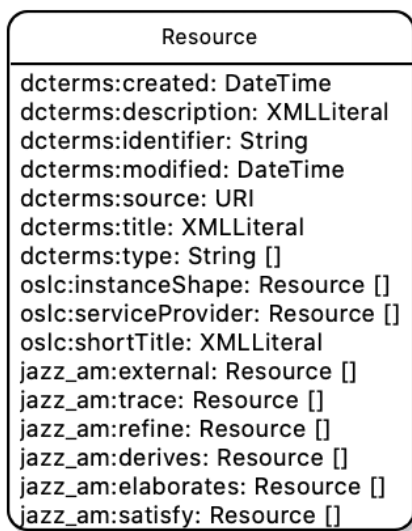 Resource
dcterms:created: DateTime
dcterms:description: XMLLiteral
dcterms:identifier: String
dcterms:modified: DateTime
dcterms:source: URI
dcterms:title: XMLLiteral
dcterms:type: String []
oslc:instanceShape: Resource []
oslc:serviceProvider: Resource []
oslc:shortTitle: XMLLiteral
jazz_am:external: Resource []
jazz_am:trace: Resource []
jazz_am:refine: Resource []
jazz_am:derives: Resource []
jazz_am:elaborates: Resource []
jazz_am:satisfy: Resource []